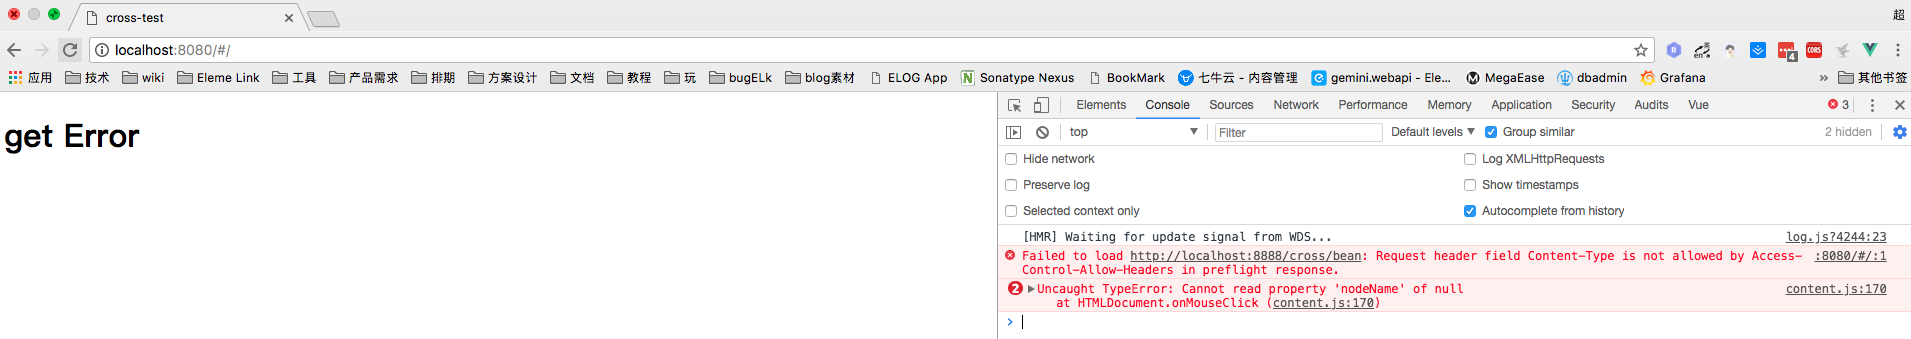 cross-test
超
localhost:8080/#/
4
en
CORS
应用 技术 wiki Eleme Link 工具 产品需求 排期 方案设计 文档 教程 玩 bugELk blog素材 ELOG App Sonatype Nexus BookMark 七牛云 - 内容管理 gemini.webapi - Ele... MegaEase dbadmin Grafana » 其他书签
get Error
Elements Console Sources Network Performance Memory Application Security Audits Vue 3
top Filter Default levels Group similar 2 hidden
Hide network Log XMLHttpRequests
Preserve log Show timestamps
Selected context only Autocomplete from history
[HMR] Waiting for update signal from WDS... log.js?4244:23
Failed to load http://localhost:8888/cross/bean: Request header field Content-Type is not allowed by Access- :8080/#/:1
Control-Allow-Headers in preflight response.
2 Uncaught TypeError: Cannot read property 'nodeName' of null content.js:170
at HTMLDocument.onMouseClick (content.js:170)